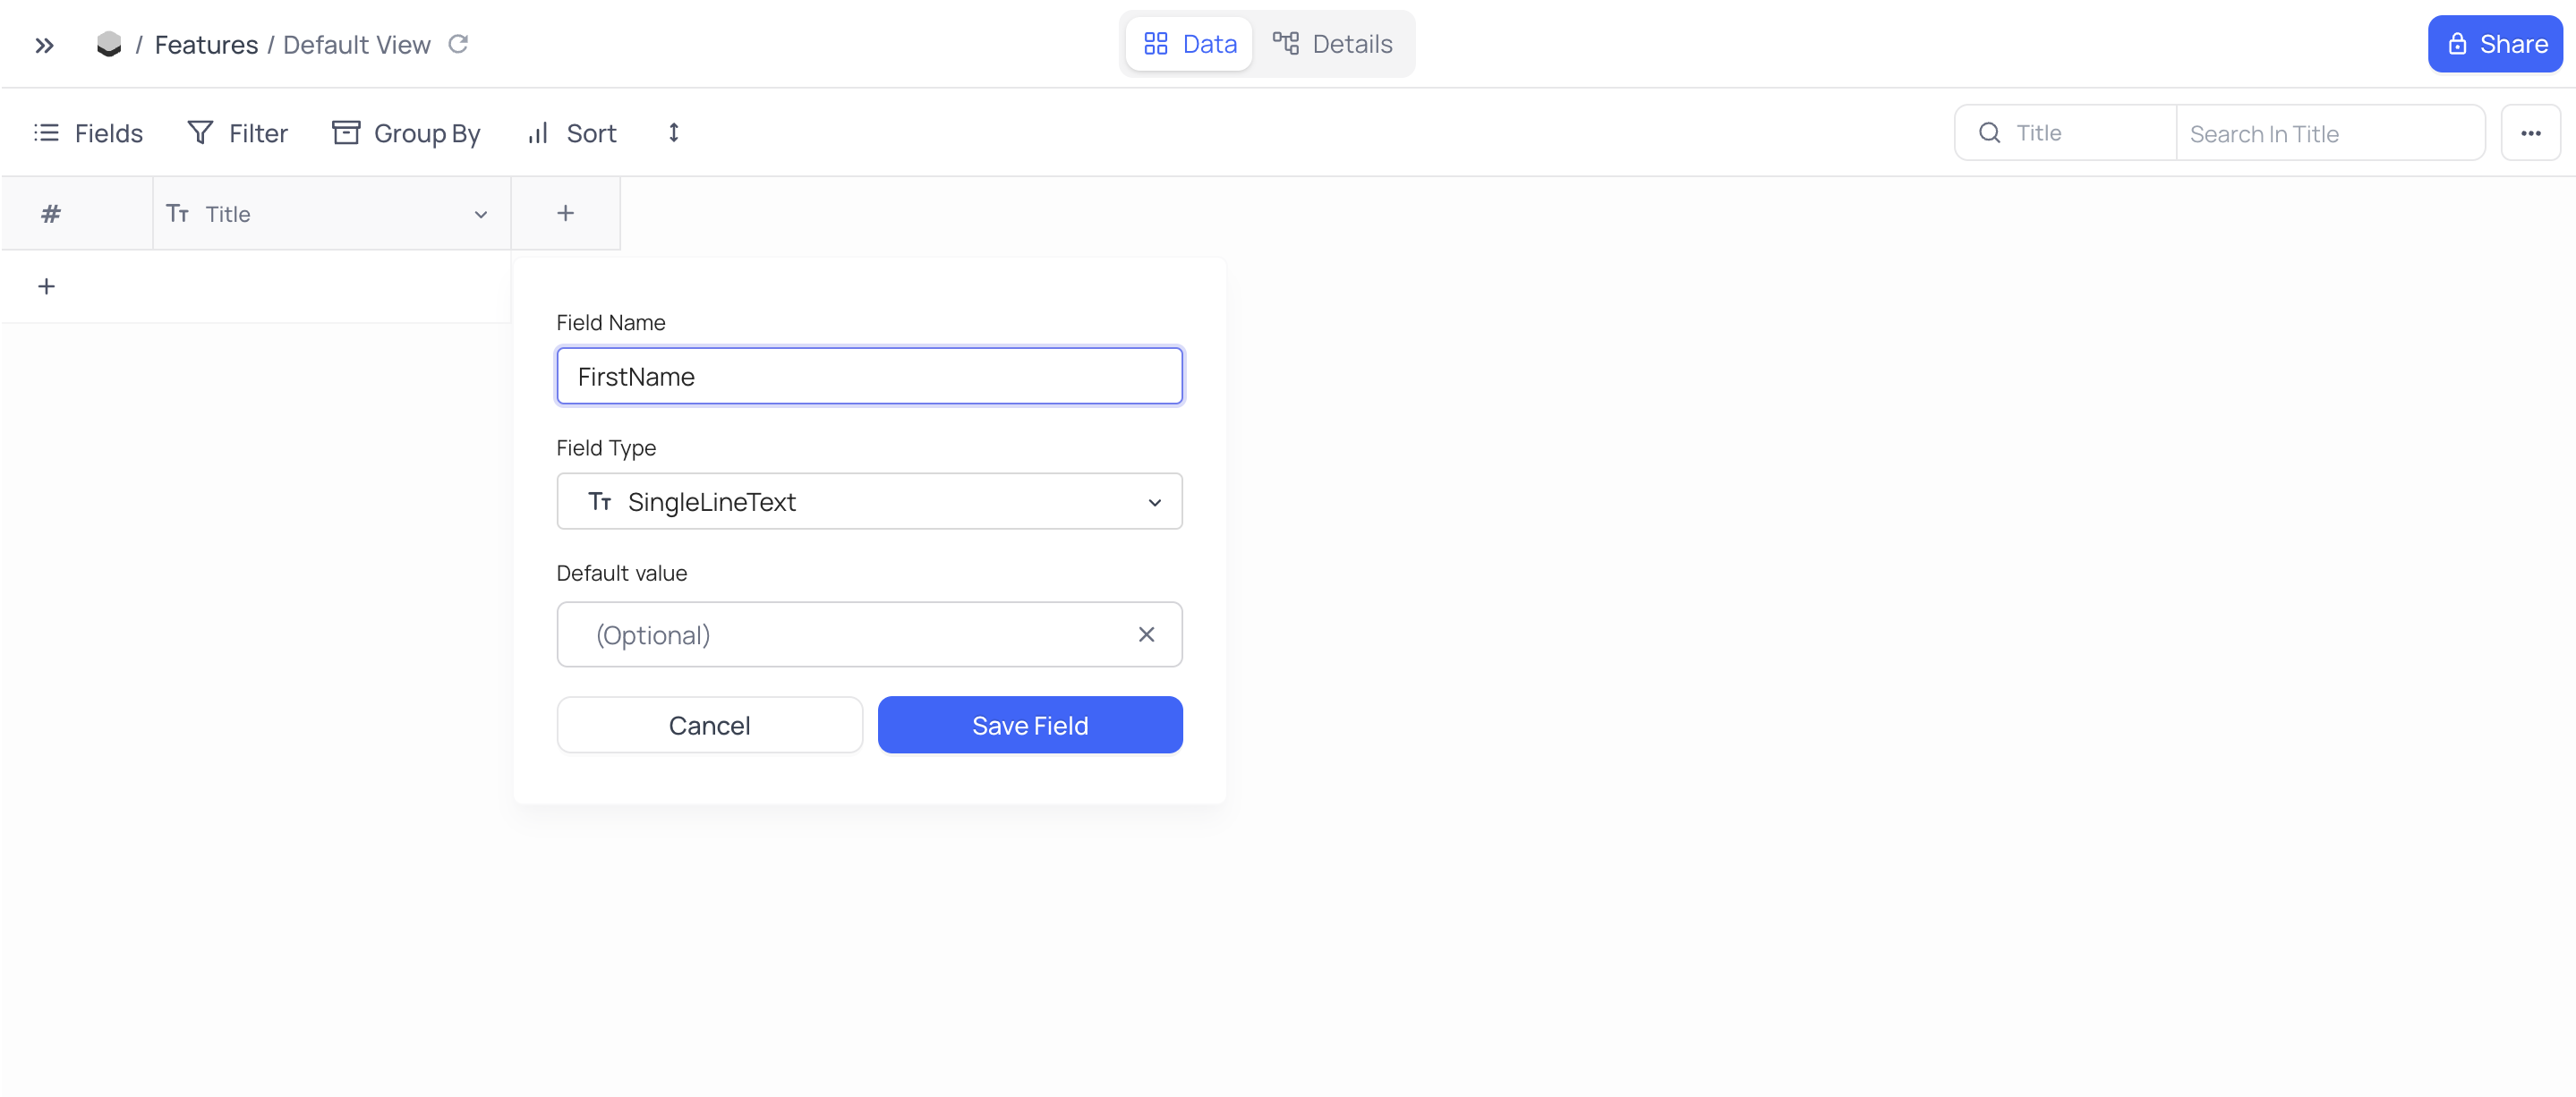 / Features / Default View
Data
Details
Share
Fields
Filter
Group By
Sort
Title
Search In Title
# Tт Title
Field Name
FirstName
Field Type
Tт SingleLineText
Default value
(Optional)
Cancel
Save Field